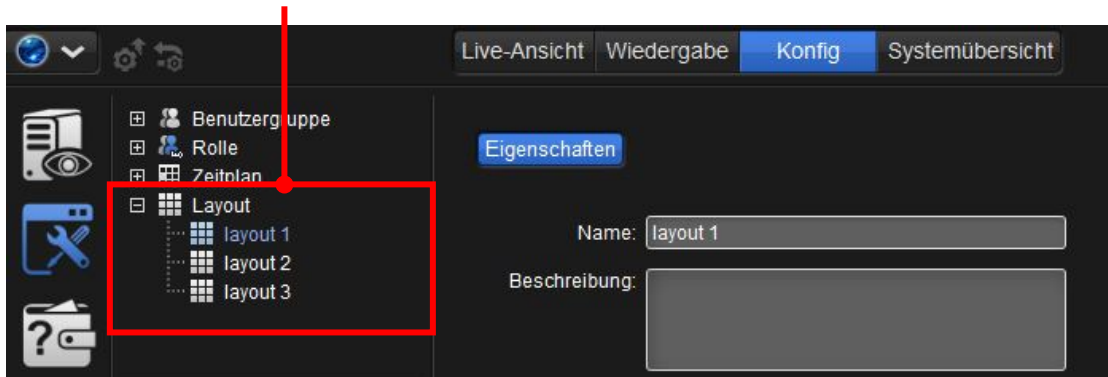 Live-Ansicht Wiedergabe Konfig Systemübersicht
Benutzergruppe
Rolle
Zeitplan
Layout
layout 1
layout 2
layout 3
Eigenschaften
Name: layout 1
Beschreibung:
?